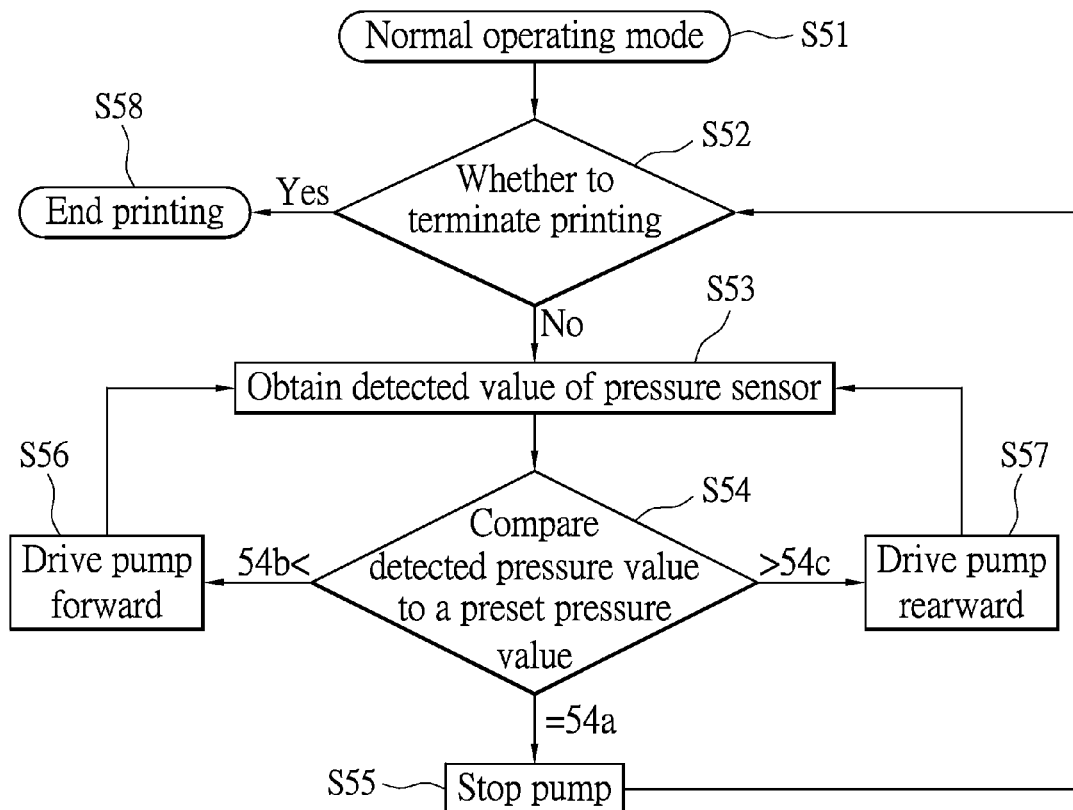 Normal operating mode
S51
S58
S52
Whether to
terminate printing
Yes
End printing
S53
No
Obtain detected value of pressure sensor
S56
S57
S54
Compare
detected pressure value
to a preset pressure
value
54b<
>54c
Drive pump
forward
Drive pump
rearward
=54a
S55
Stop pump